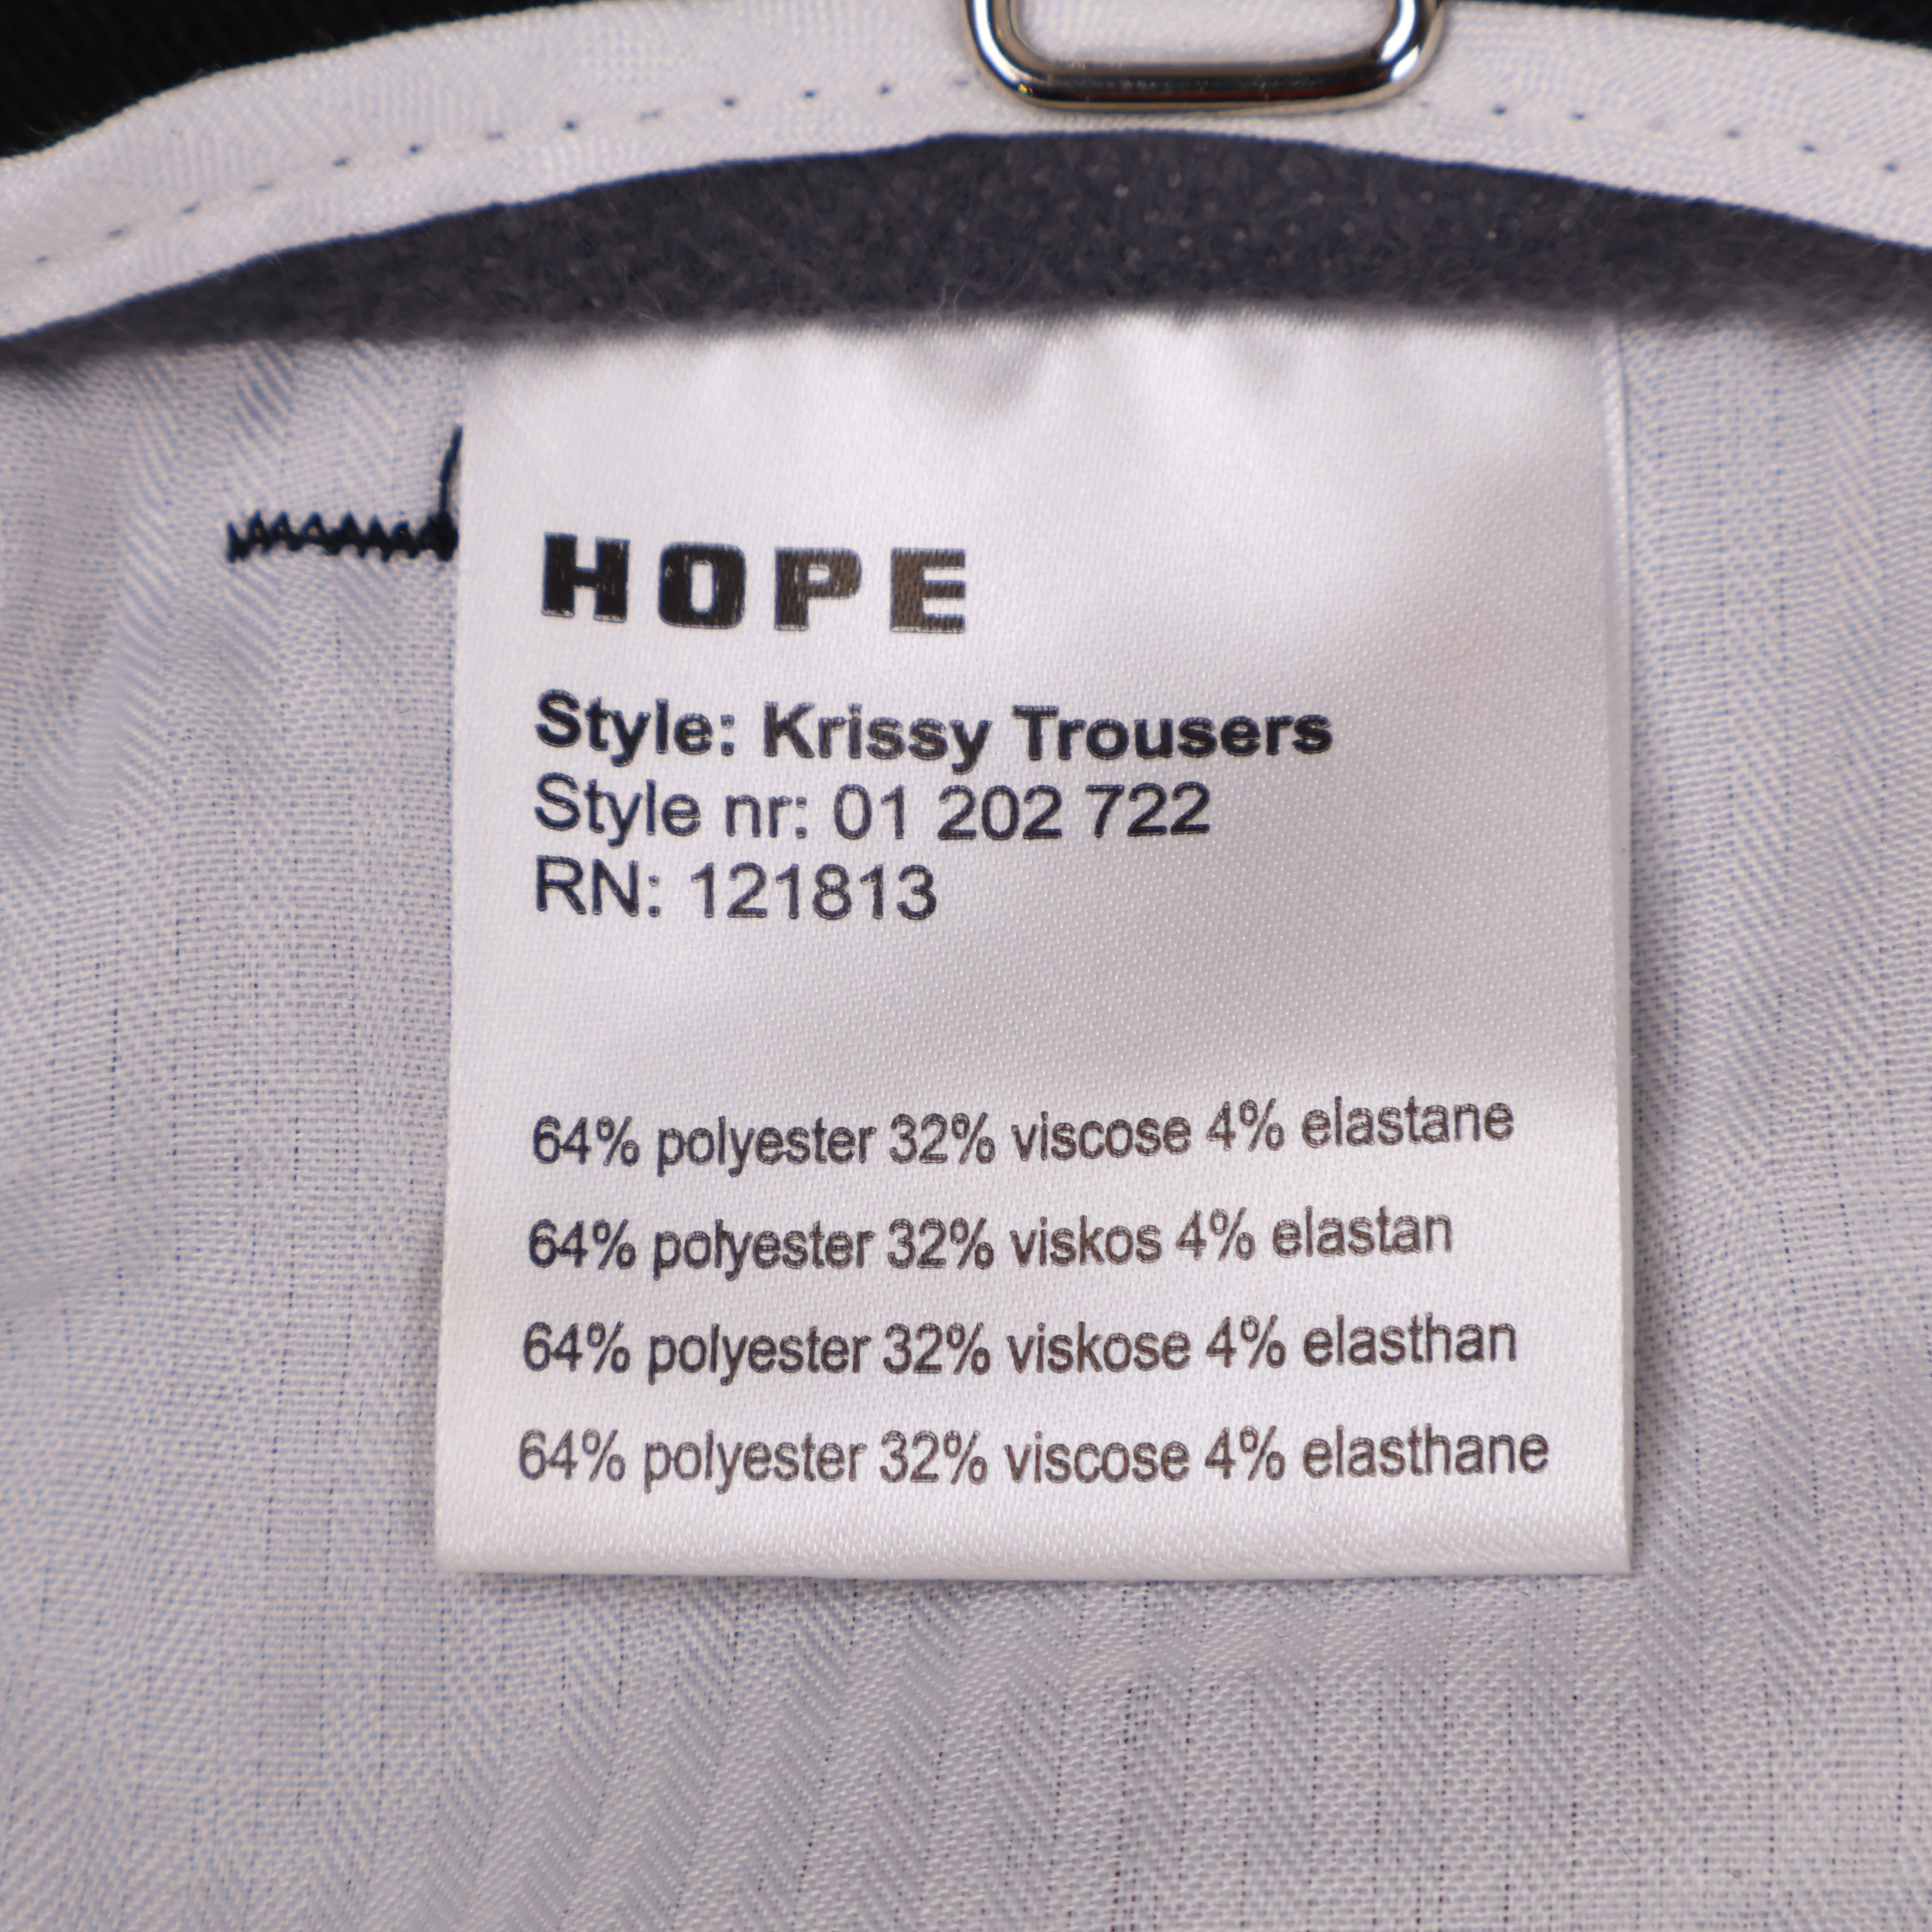 HOPE
Style: Krissy Trousers
Style nr: 01 202 722
RN: 121813
64% polyester 32% viscose 4% elastane
64% polyester 32% viskos 4% elastan
64% polyester 32% viskose 4% elasthan
64% polyester 32% viscose 4% elasthane